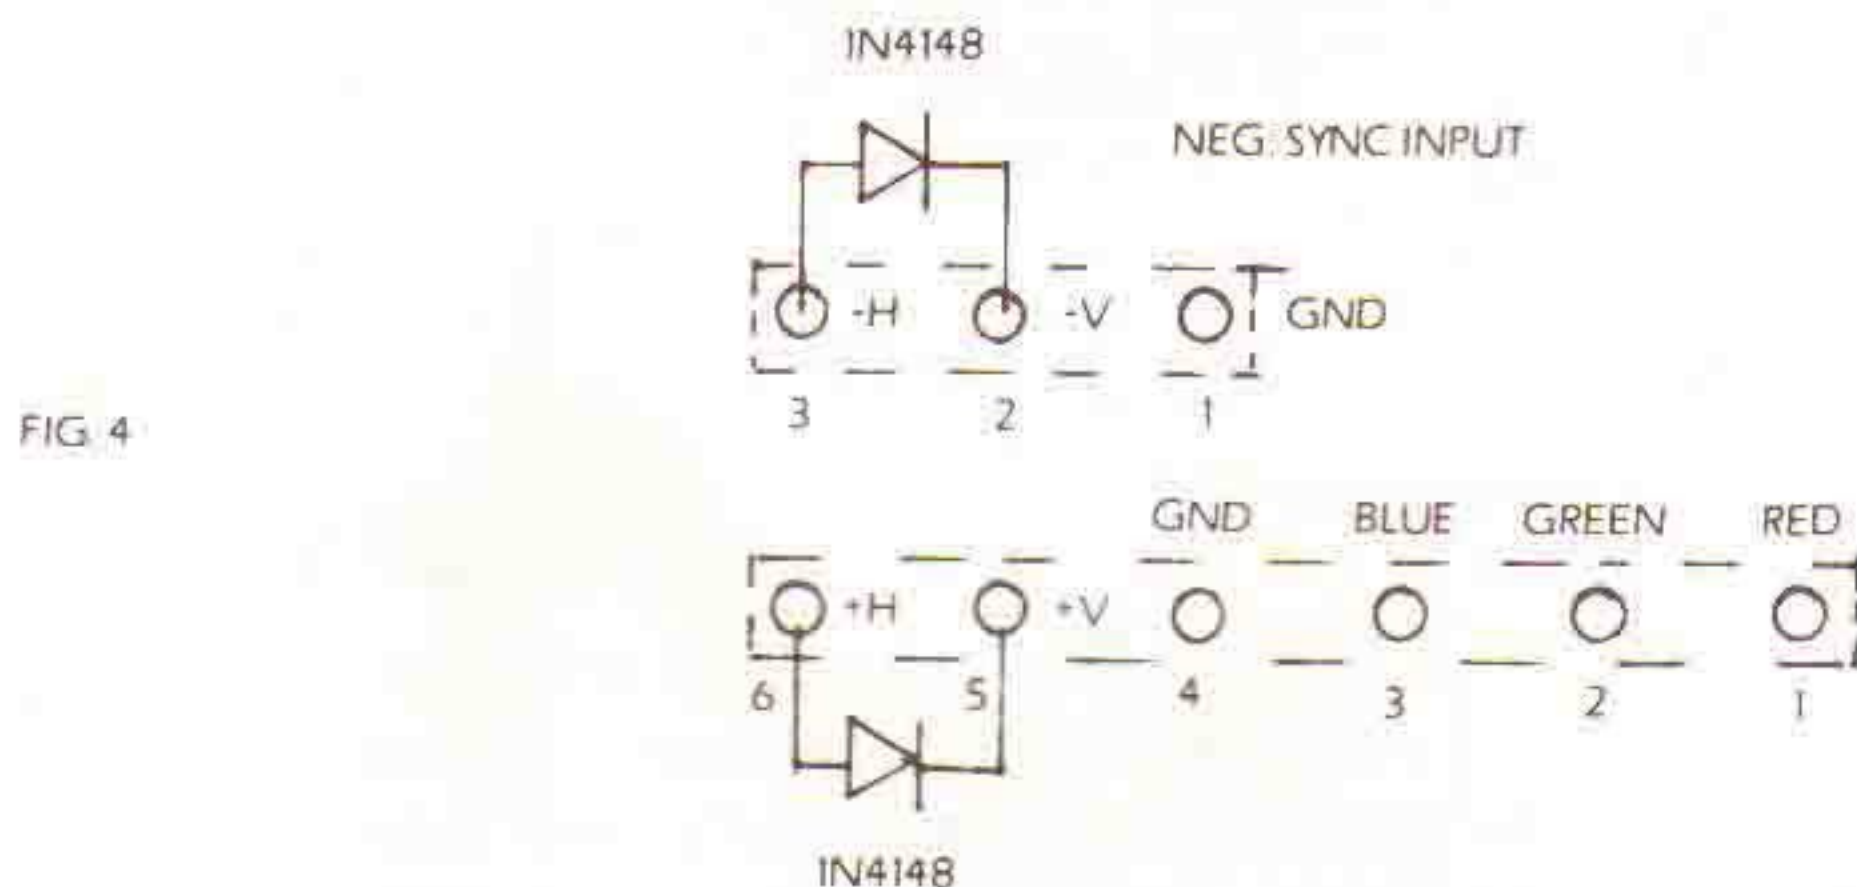 1N4148
NEG. SYNC INPUT
-H -V GND
3 2 1
FIG. 4
GND BLUE GREEN RED
+H +V
6 5 4 3 2 1
1N4148